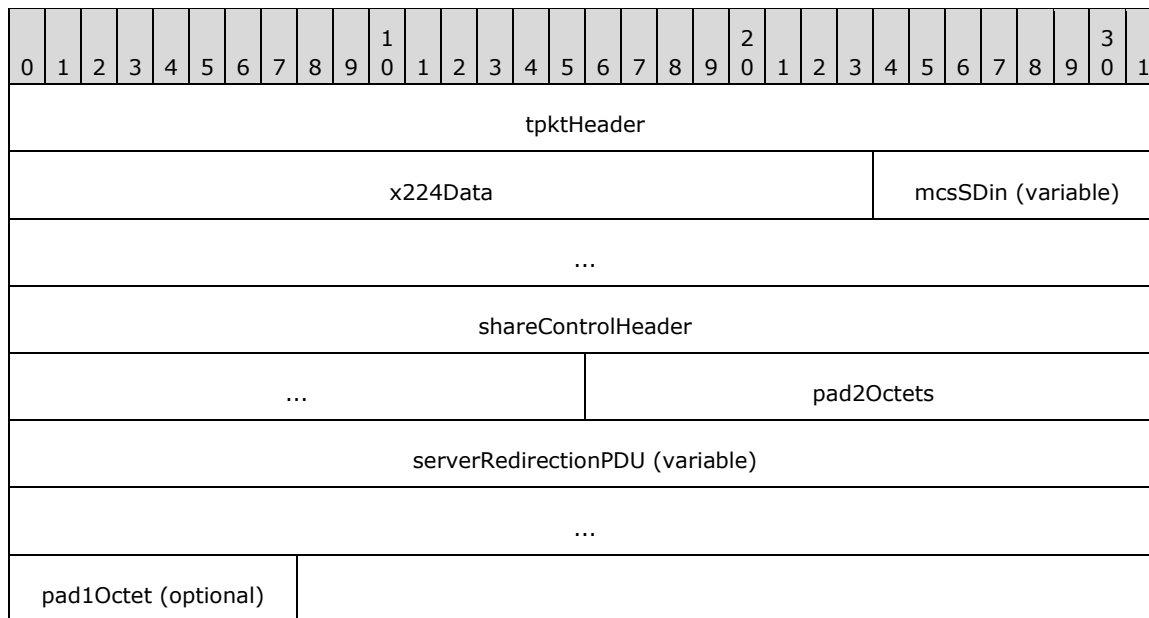 1 2 3
0 1 2 3 4 5 6 7 8 9 0 1 2 3 4 5 6 7 8 9 0 1 2 3 4 5 6 7 8 9 0 1
tpktHeader
x224Data mcsSDin (variable)
...
shareControlHeader
... pad2Octets
serverRedirectionPDU (variable)
...
pad1Octet (optional)